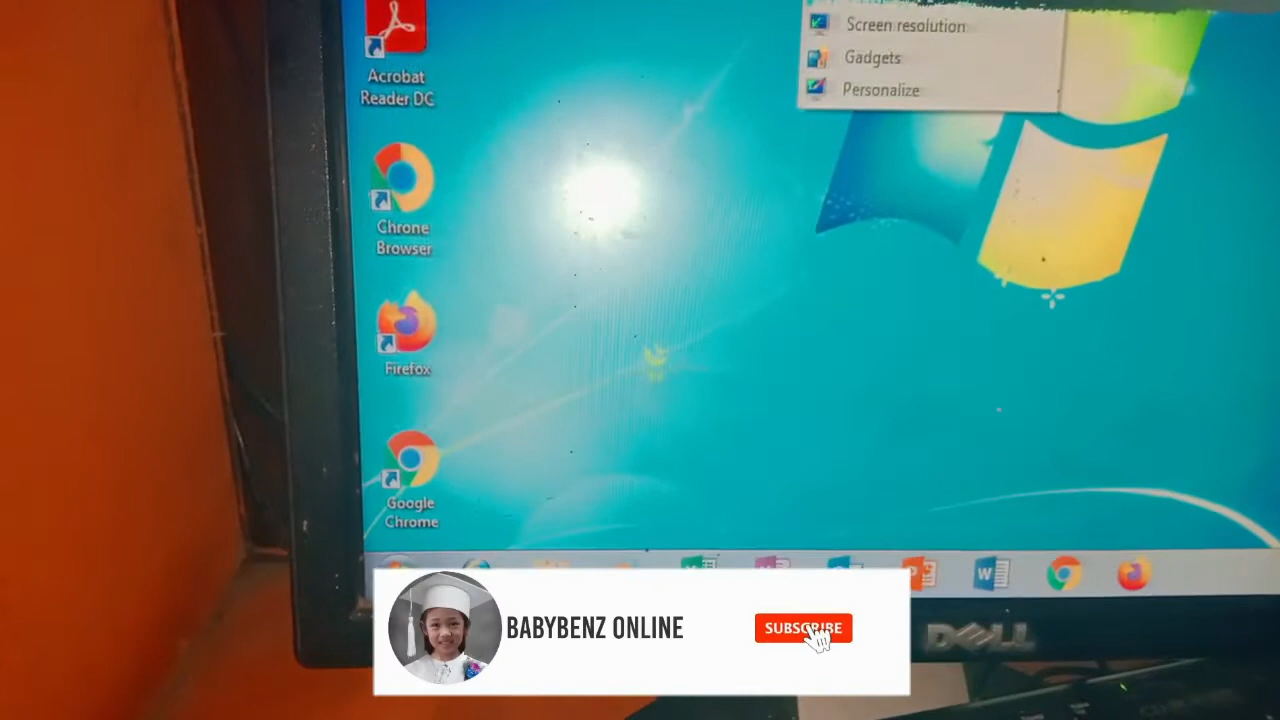 Screen resolution
Gadgets
Personalize
Acrobat
Reader DC
Chrone
Browser
Firefox
Google
Chrome
BABYBENZ ONLINE
SUBSCRIBE
DELL